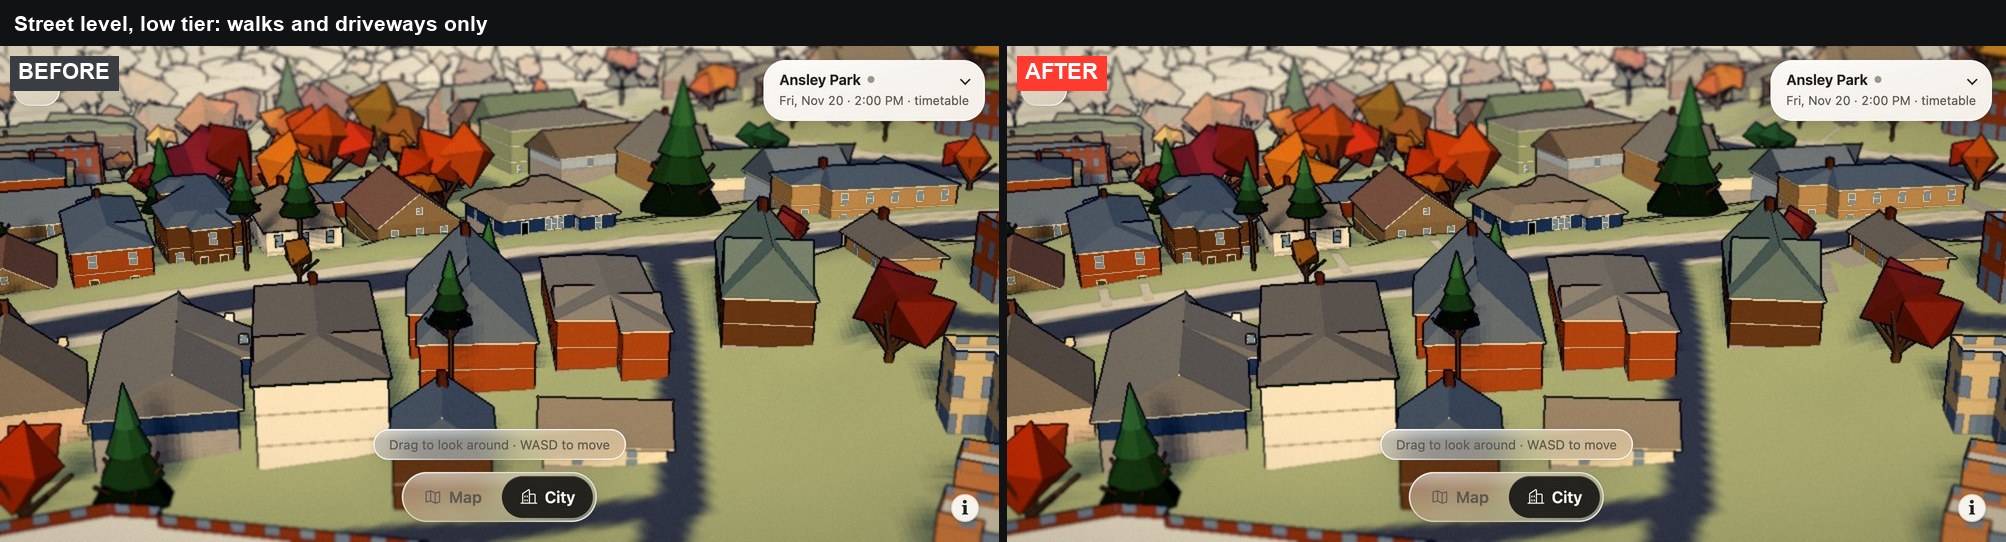 Street level, low tier: walks and driveways only
BEFORE
Ansley Park
Fri, Nov 20 · 2:00 PM · timetable
Drag to look around · WASD to move
Map
City
i
AFTER
Ansley Park
Fri, Nov 20 · 2:00 PM · timetable
Drag to look around · WASD to move
Map
City
i